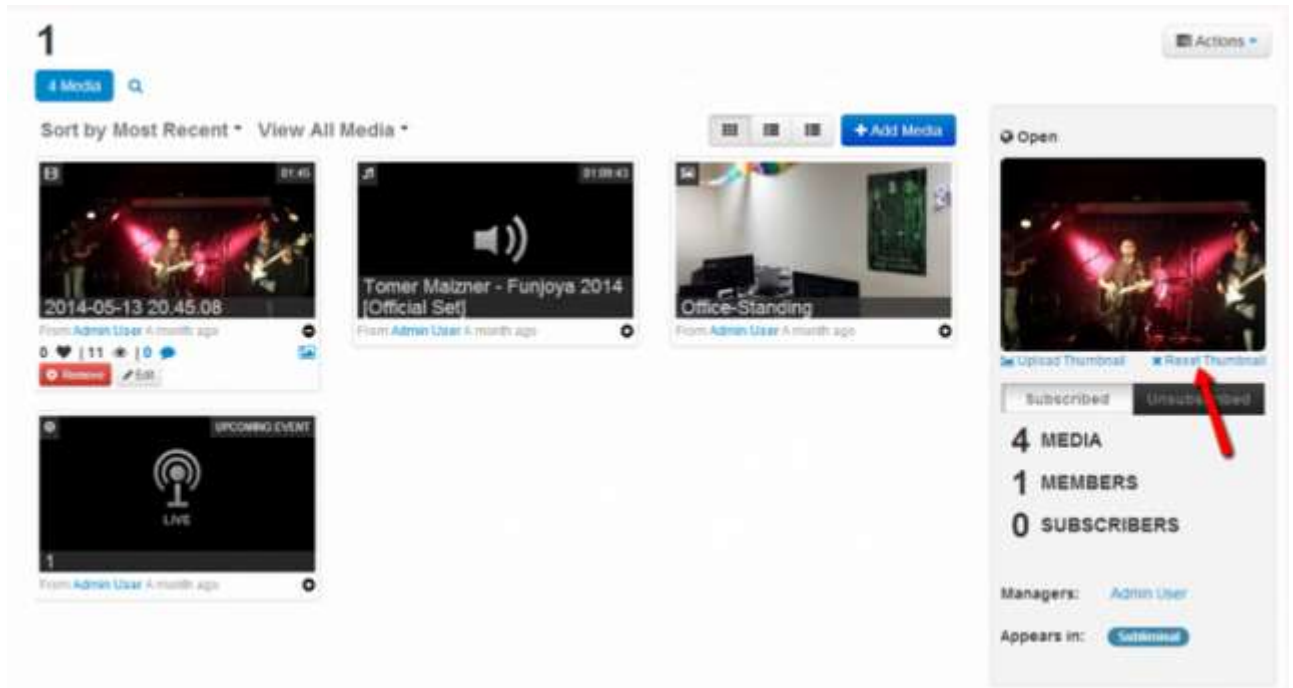 1
Actions
4 Media
Sort by Most Recent View All Media
+ Add Media
Open
01:45
2014-05-13 20.45.08
From Admin User A month ago
0 | 11 | 0
Remove Edit
01:09:43
Tomer Maizner - Funjoya 2014
[Official Set]
From Admin User A month ago
Office-Standing
From Admin User A month ago
UPCOMING EVENT
LIVE
1
From Admin User A month ago
Upload Thumbnail Reset Thumbnail
Subscribed Unsubscribed
4 MEDIA
1 MEMBERS
0 SUBSCRIBERS
Managers: Admin User
Appears in: Subliminal